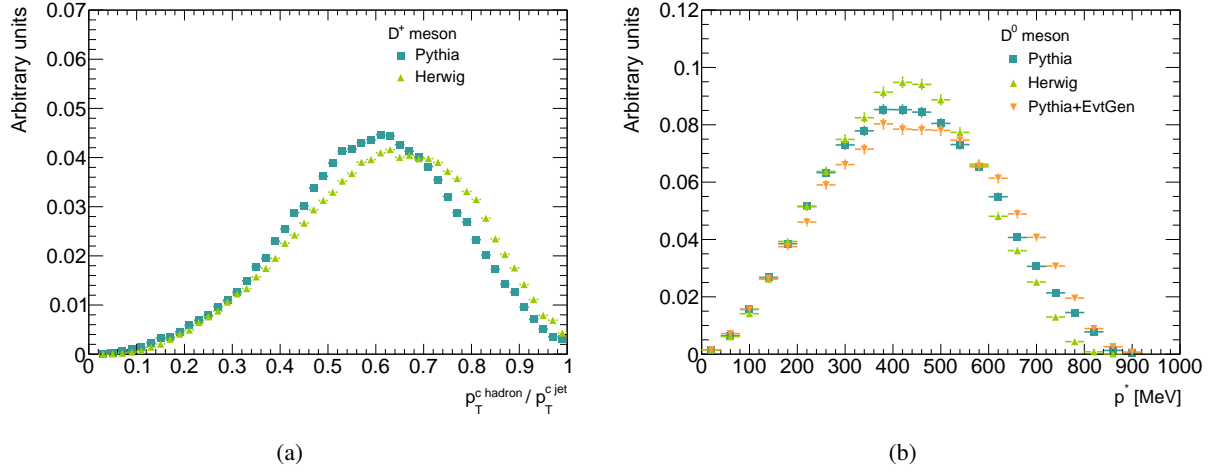 Arbitrary units
0.07
0.06
0.05
0.04
0.03
0.02
0.01
0
D+ meson
Pythia
Herwig
0 0.1 0.2 0.3 0.4 0.5 0.6 0.7 0.8 0.9 1
p_T^{c hadron} / p_T^{c jet}
(a)
Arbitrary units
0.12
0.1
0.08
0.06
0.04
0.02
0
D0 meson
Pythia
Herwig
Pythia+EvtGen
0 100 200 300 400 500 600 700 800 900 1000
p* [MeV]
(b)